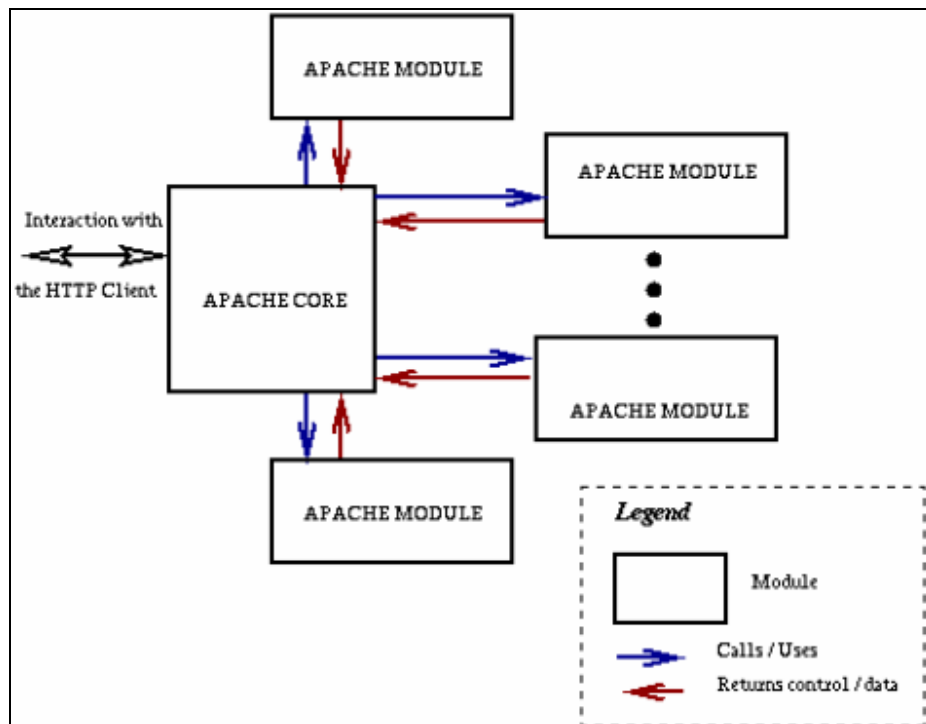 APACHE MODULE
APACHE MODULE
Interaction with
the HTTP Client
APACHE CORE
APACHE MODULE
APACHE MODULE
Legend
Module
Calls / Uses
Returns control / data